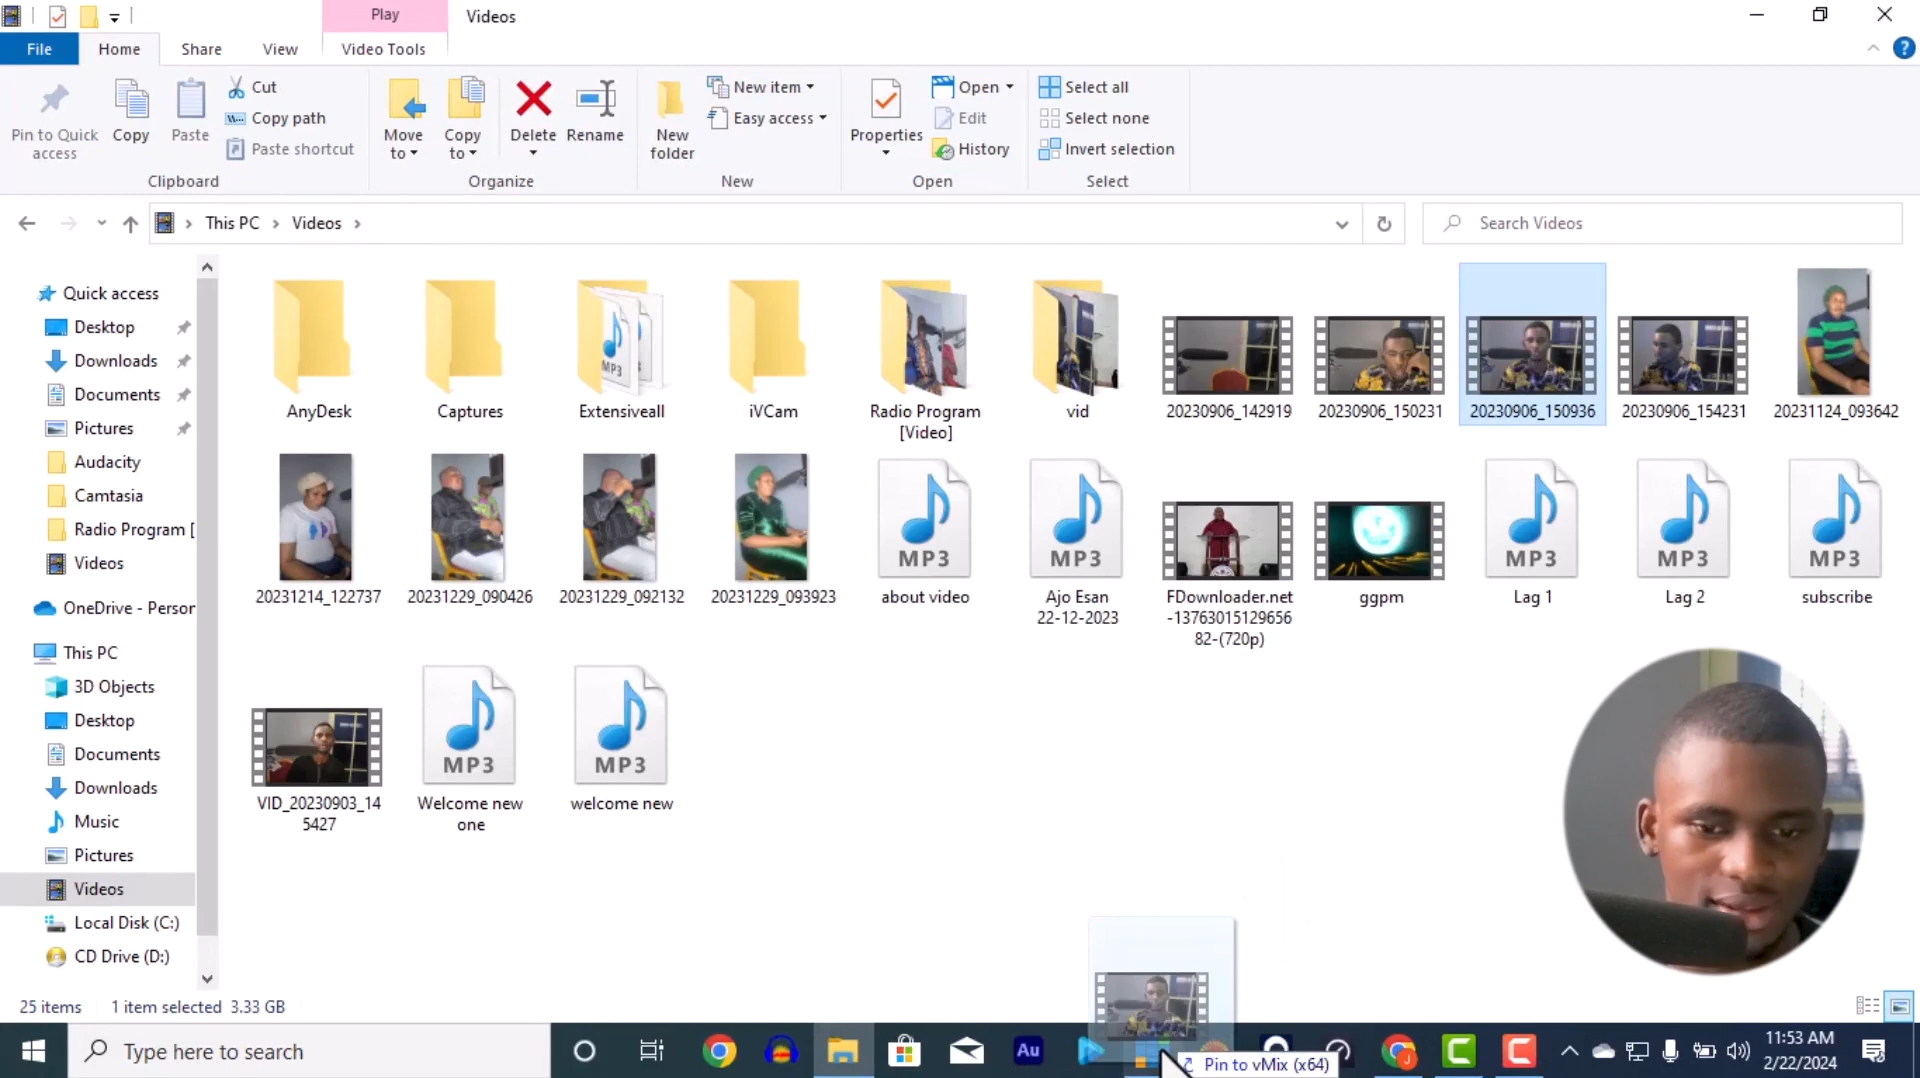 Play
Videos
File
Home
Share
View
Video Tools
Pin to Quick
access
Copy
Paste
Cut
Copy path
Paste shortcut
Clipboard
Move
to
Copy
to
Delete
Rename
Organize
New
folder
New item
Easy access
New
Properties
Open
Edit
History
Open
Select all
Select none
Invert selection
Select
This PC
Videos
Search Videos
Quick access
Desktop
Downloads
Documents
Pictures
Audacity
Camtasia
Radio Program [
Videos
OneDrive - Person
This PC
3D Objects
Desktop
Documents
Downloads
Music
Pictures
Videos
Local Disk (C:)
CD Drive (D:)
MP3
AnyDesk
Captures
Extensiveall
iVCam
Radio Program
[Video]
vid
20230906_142919
20230906_150231
20230906_150936
20230906_154231
20231124_093642
MP3
MP3
MP3
MP3
MP3
20231214_122737
20231229_090426
20231229_092132
20231229_093923
about video
Ajo Esan
22-12-2023
FDownloader.net
-13763015129656
82-(720p)
ggpm
Lag 1
Lag 2
subscribe
MP3
MP3
VID_20230903_14
5427
Welcome new
one
welcome new
25 items
1 item selected
3.33 GB
Type here to search
Au
Pin to vMix (x64)
J
C
C
11:53 AM
2/22/2024